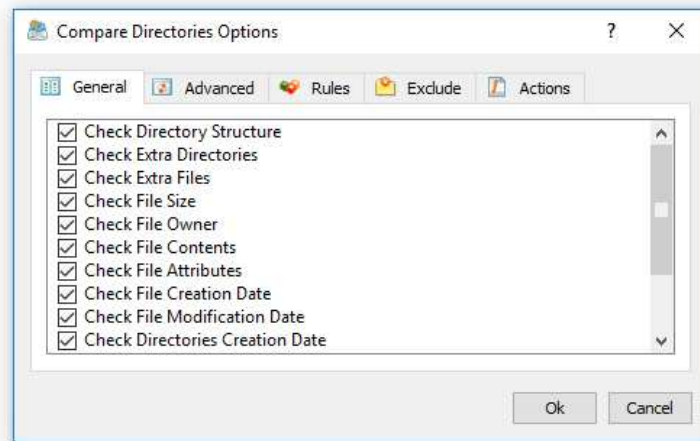 Compare Directories Options
General Advanced Rules Exclude Actions
Check Directory Structure
Check Extra Directories
Check Extra Files
Check File Size
Check File Owner
Check File Contents
Check File Attributes
Check File Creation Date
Check File Modification Date
Check Directories Creation Date
Ok Cancel